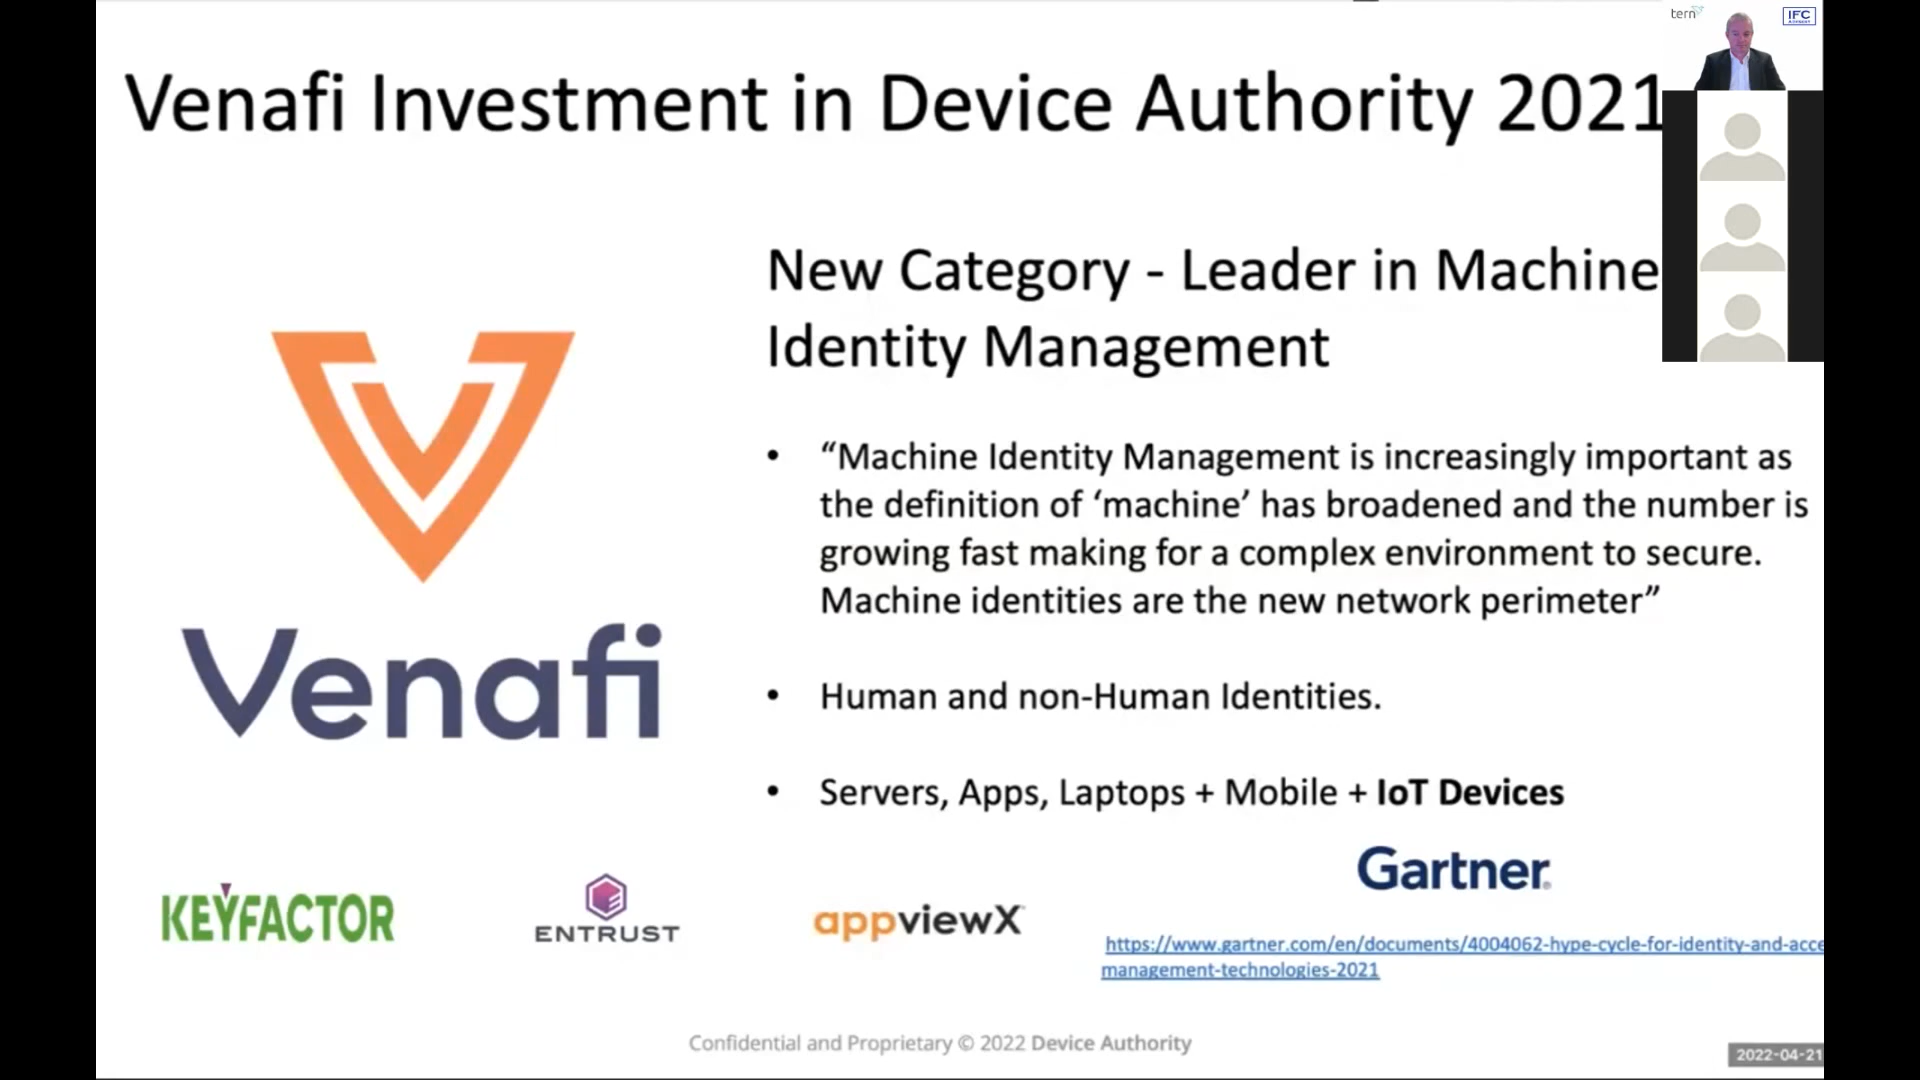 tern
IFC
Venafi Investment in Device Authority 2021
New Category - Leader in Machine
Identity Management
• “Machine Identity Management is increasingly important as
the definition of ‘machine’ has broadened and the number is
growing fast making for a complex environment to secure.
Machine identities are the new network perimeter”
• Human and non-Human Identities.
• Servers, Apps, Laptops + Mobile + IoT Devices
Venafi
Gartner
KEYFACTOR
ENTRUST
appviewX
https://www.gartner.com/en/documents/4004062-hype-cycle-for-identity-and-acce
management-technologies-2021
Confidential and Proprietary © 2022 Device Authority
2022-04-21